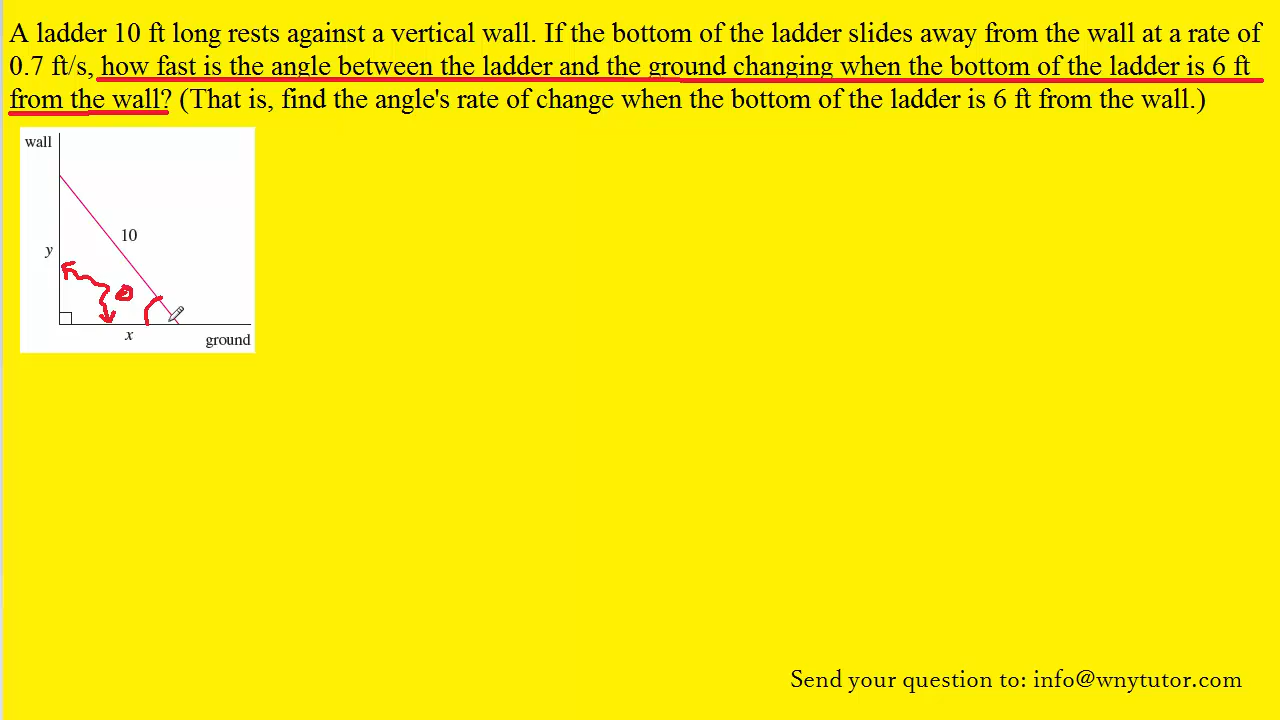 A ladder 10 ft long rests against a vertical wall. If the bottom of the ladder slides away from the wall at a rate of
0.7 ft/s, how fast is the angle between the ladder and the ground changing when the bottom of the ladder is 6 ft
from the wall? (That is, find the angle's rate of change when the bottom of the ladder is 6 ft from the wall.)
wall
10
y
θ
x
ground
Send your question to: info@wnytutor.com